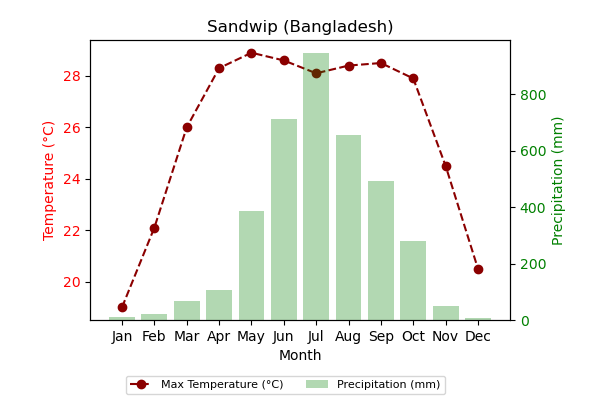 Sandwip (Bangladesh)
Temperature (°C)
28
26
24
22
20
Precipitation (mm)
800
600
400
200
0
Jan Feb Mar Apr May Jun Jul Aug Sep Oct Nov Dec
Month
Max Temperature (°C) Precipitation (mm)